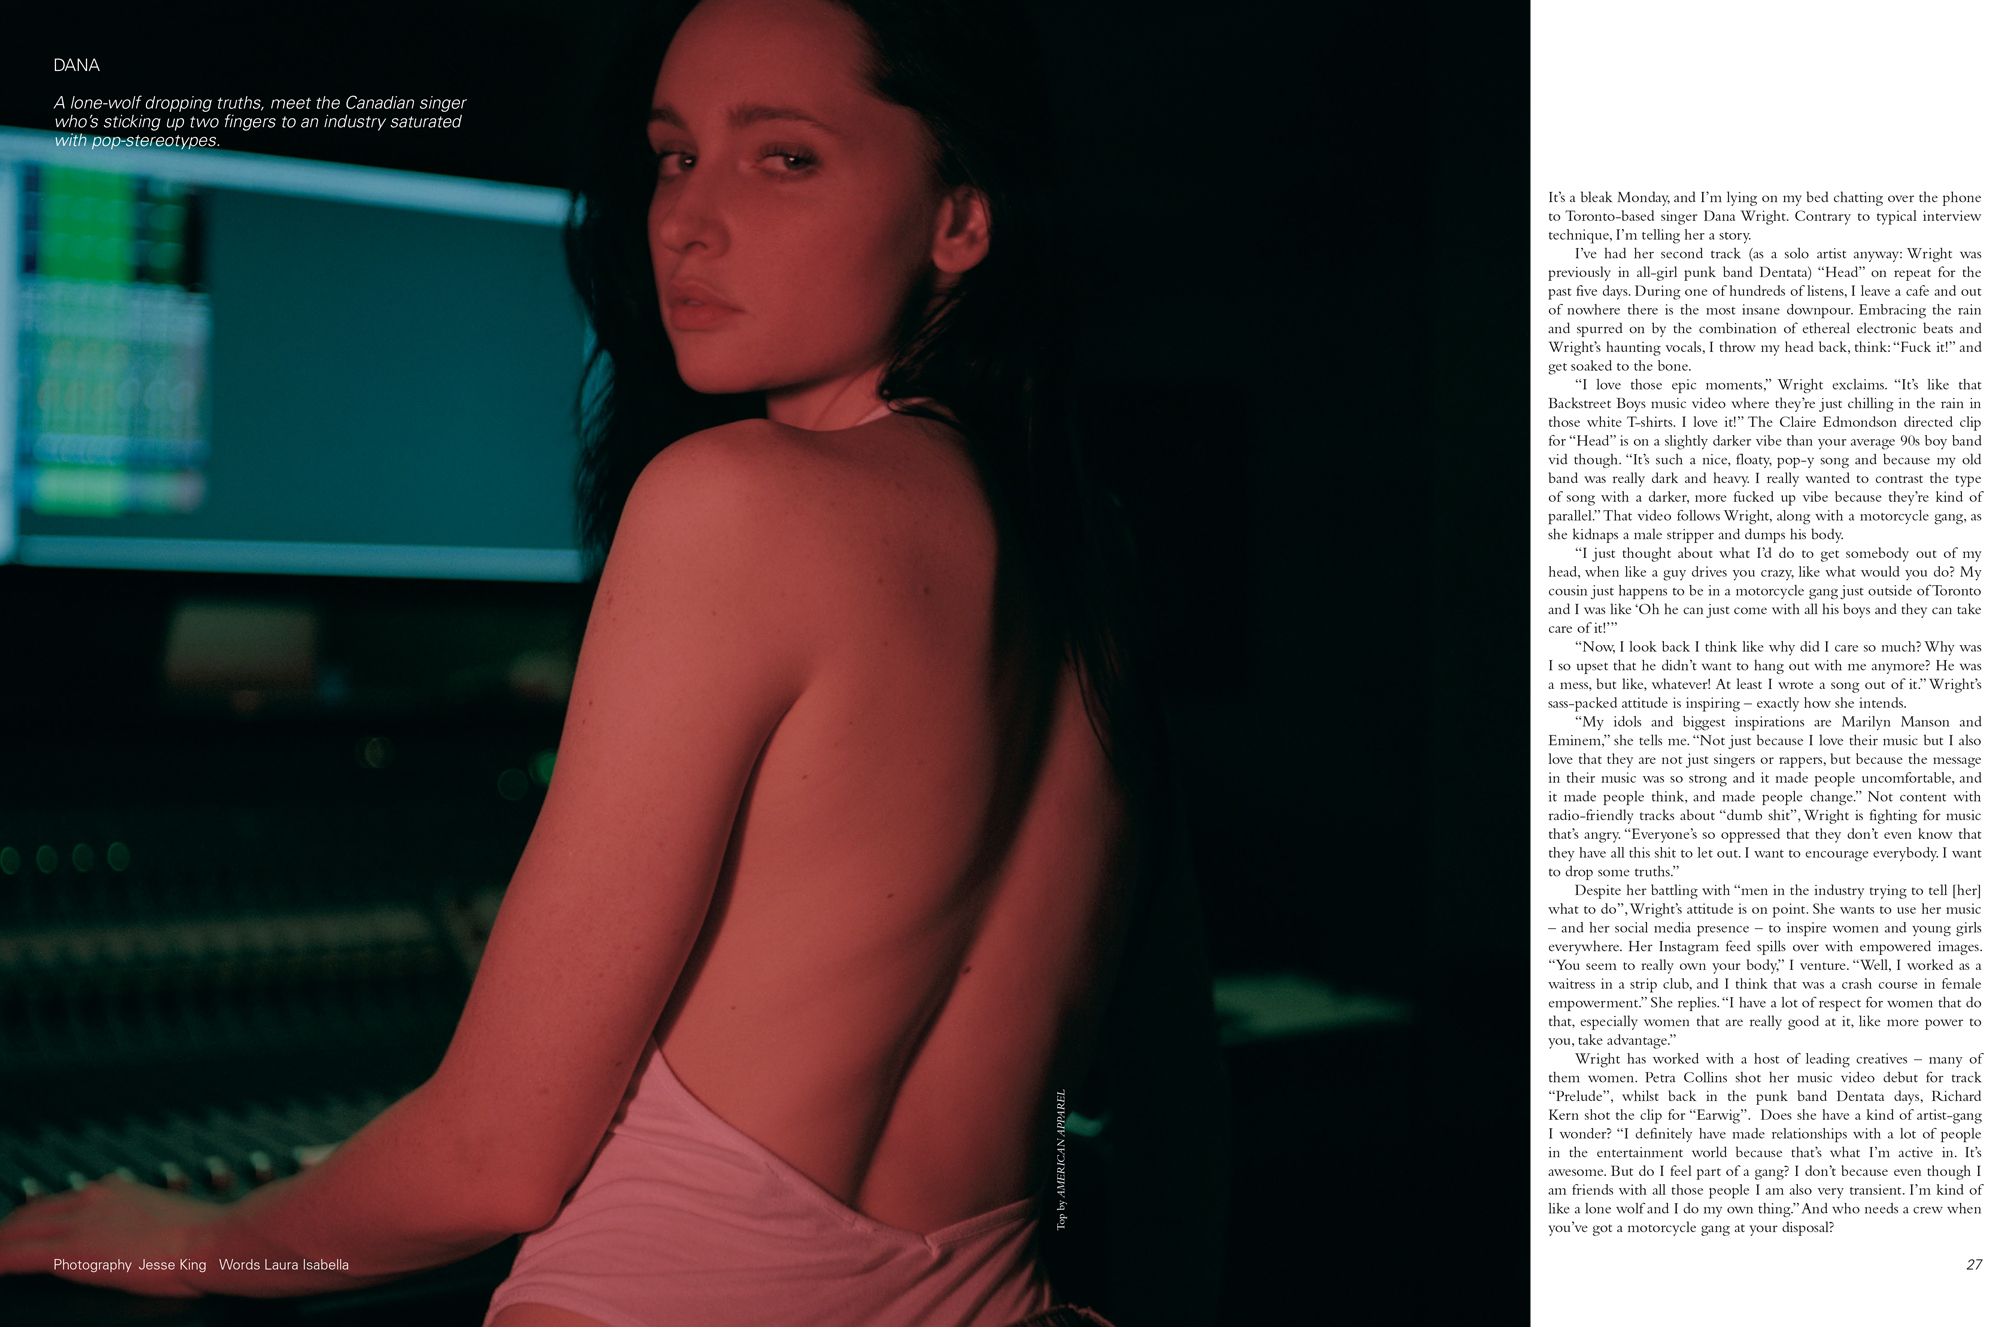 DANA
A lone-wolf dropping truths, meet the Canadian singer
who's sticking up two fingers to an industry saturated
with pop-stereotypes.
It's a bleak Monday, and I'm lying on my bed chatting over the phone
to Toronto-based singer Dana Wright. Contrary to typical interview
technique, I'm telling her a story.
I've had her second track (as a solo artist anyway: Wright was
previously in all-girl punk band Dentata) “Head” on repeat for the
past five days. During one of hundreds of listens, I leave a cafe and out
of nowhere there is the most insane downpour. Embracing the rain
and spurred on by the combination of ethereal electronic beats and
Wright's haunting vocals, I throw my head back, think: “Fuck it!” and
get soaked to the bone.
“I love those epic moments,” Wright exclaims. “It's like that
Backstreet Boys music video where they're just chilling in the rain in
those white T-shirts. I love it!” The Claire Edmondson directed clip
for “Head” is on a slightly darker vibe than your average 90s boy band
vid though. “It's such a nice, floaty, pop-y song and because my old
band was really dark and heavy. I really wanted to contrast the type
of song with a darker, more fucked up vibe because they're kind of
parallel.” That video follows Wright, along with a motorcycle gang, as
she kidnaps a male stripper and dumps his body.
“I just thought about what I'd do to get somebody out of my
head, when like a guy drives you crazy, like what would you do? My
cousin just happens to be in a motorcycle gang just outside of Toronto
and I was like ‘Oh he can just come with all his boys and they can take
care of it!’”
“Now, I look back I think like why did I care so much? Why was
I so upset that he didn't want to hang out with me anymore? He was
a mess, but like, whatever! At least I wrote a song out of it.” Wright's
sass-packed attitude is inspiring – exactly how she intends.
“My idols and biggest inspirations are Marilyn Manson and
Eminem,” she tells me. “Not just because I love their music but I also
love that they are not just singers or rappers, but because the message
in their music was so strong and it made people uncomfortable, and
it made people think, and made people change.” Not content with
radio-friendly tracks about “dumb shit”, Wright is fighting for music
that's angry. “Everyone's so oppressed that they don't even know that
they have all this shit to let out. I want to encourage everybody. I want
to drop some truths.”
Despite her battling with “men in the industry trying to tell [her]
what to do”, Wright's attitude is on point. She wants to use her music
– and her social media presence – to inspire women and young girls
everywhere. Her Instagram feed spills over with empowered images.
“You seem to really own your body,” I venture. “Well, I worked as a
waitress in a strip club, and I think that was a crash course in female
empowerment.” She replies. “I have a lot of respect for women that do
that, especially women that are really good at it, like more power to
you, take advantage.”
Wright has worked with a host of leading creatives – many of
them women. Petra Collins shot her music video debut for track
“Prelude”, whilst back in the punk band Dentata days, Richard
Kern shot the clip for “Earwig”. Does she have a kind of artist-gang
I wonder? “I definitely have made relationships with a lot of people
in the entertainment world because that's what I'm active in. It's
awesome. But do I feel part of a gang? I don't because even though I
am friends with all those people I am also very transient. I'm kind of
like a lone wolf and I do my own thing.” And who needs a crew when
you've got a motorcycle gang at your disposal?
Top by AMERICAN APPAREL
Photography Jesse King Words Laura Isabella
27